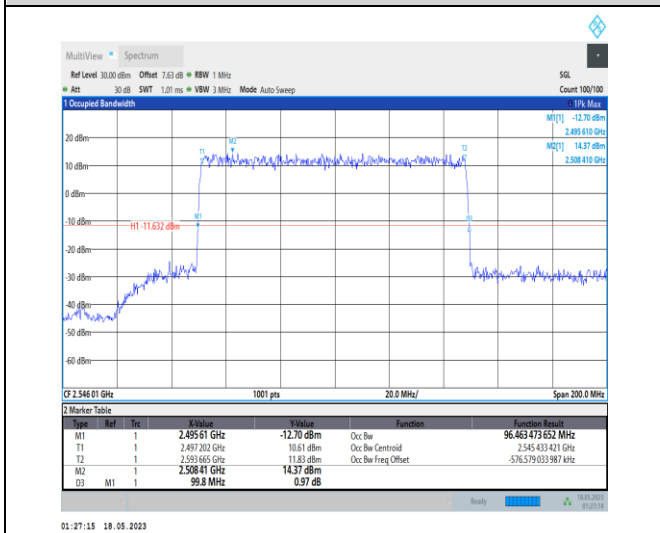 MultiView Spectrum
Ref Level 30.00 dBm Offset 7.63 dB RBW 1 MHz SGL
Att 30 dB SWT 1.01 ms VBW 3 MHz Mode Auto Sweep Count 100/100
1 Occupied Bandwidth 1Pk Max
M1[1] -12.70 dBm
2.495 610 GHz
M2[1] 14.37 dBm
2.508 410 GHz
20 dBm
M2
T1
T2
10 dBm
0 dBm
-10 dBm
M1
H1 -11.632 dBm
-20 dBm
-30 dBm
-40 dBm
-50 dBm
-60 dBm
CF 2.546 01 GHz 1001 pts 20.0 MHz/ Span 200.0 MHz
2 Marker Table
Type Ref Trc X-Value Y-Value Function Function Result
M1 1 2.495 61 GHz -12.70 dBm Occ Bw 96.463 473 652 MHz
T1 1 2.497 202 GHz 10.61 dBm Occ Bw Centroid 2.545 433 421 GHz
T2 1 2.593 665 GHz 11.83 dBm Occ Bw Freq Offset -576.579 033 987 kHz
M2 1 2.508 41 GHz 14.37 dBm
D3 M1 1 99.8 MHz 0.97 dB
Ready 18.05.2023
01:27:14
01:27:15 18.05.2023